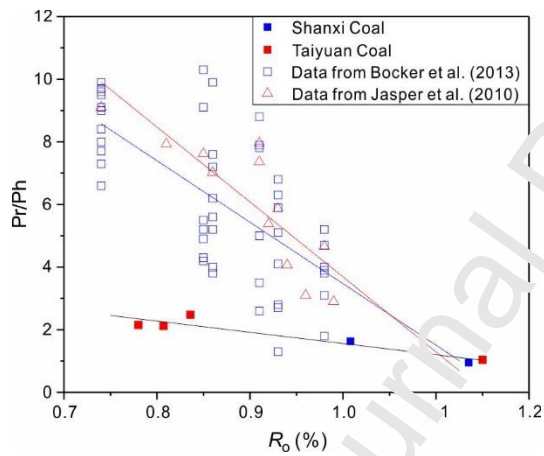 Shanxi Coal
Taiyuan Coal
Data from Bocker et al. (2013)
Data from Jasper et al. (2010)
12
10
8
6
4
2
0
Pr/Ph
0.7 0.8 0.9 1.0 1.1 1.2
Ro (%)